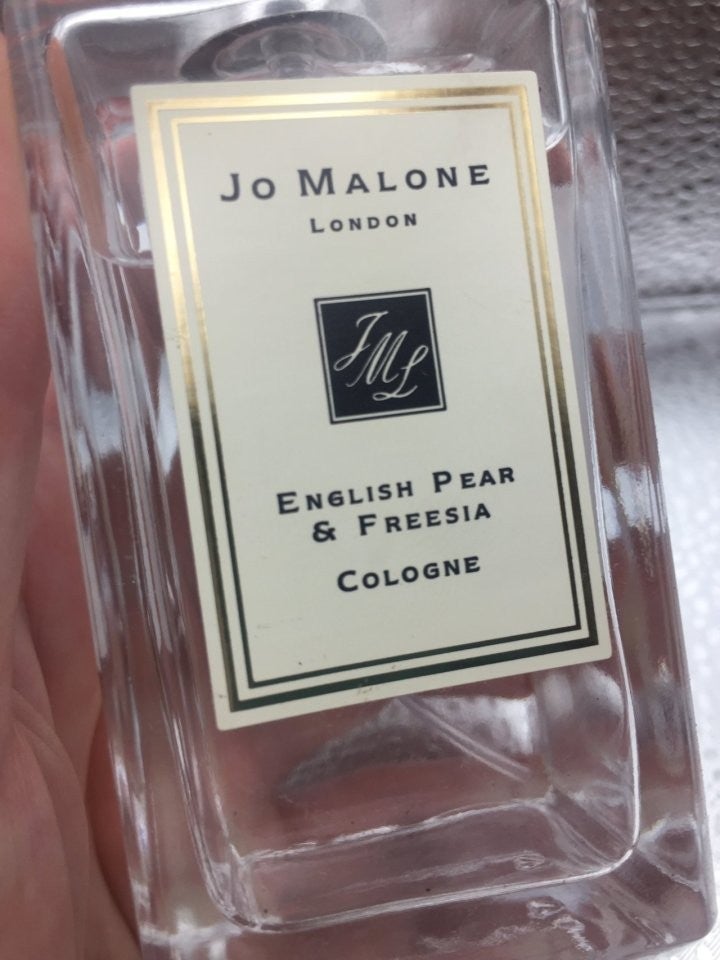 Jo Malone
London
JML
English Pear
& Freesia
Cologne